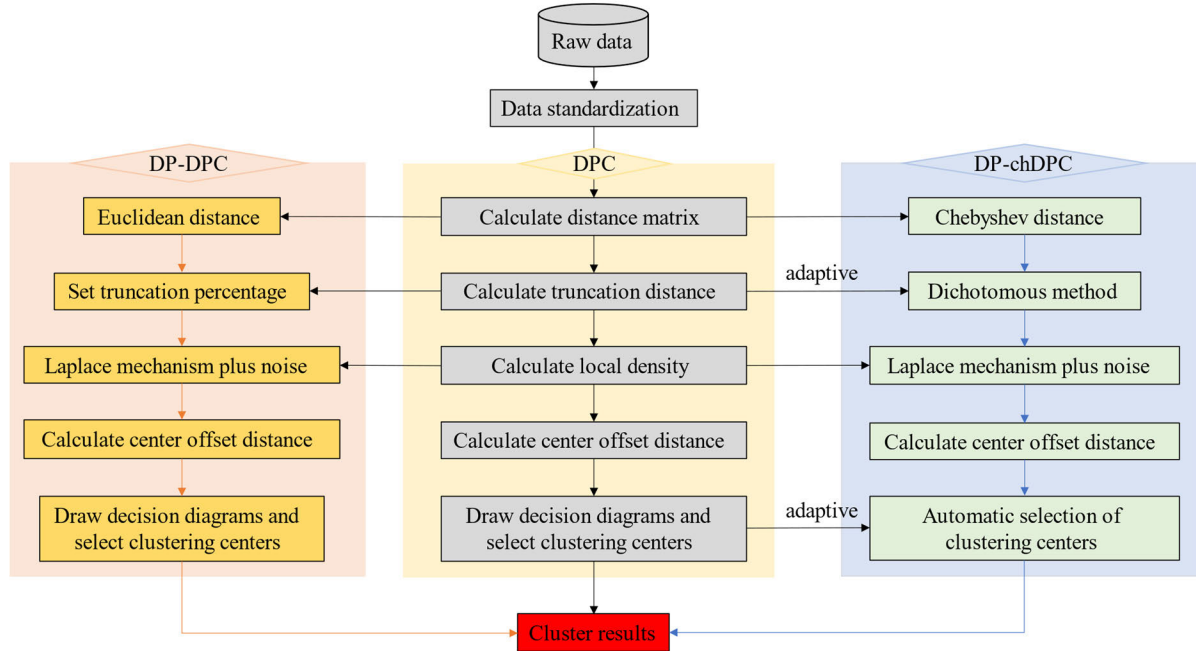 Raw data
Data standardization
DP-DPC
DPC
DP-chDPC
Euclidean distance
Calculate distance matrix
Chebyshev distance
adaptive
Set truncation percentage
Calculate truncation distance
Dichotomous method
Laplace mechanism plus noise
Calculate local density
Laplace mechanism plus noise
Calculate center offset distance
Calculate center offset distance
Calculate center offset distance
Draw decision diagrams and
select clustering centers
Draw decision diagrams and
select clustering centers
adaptive
Automatic selection of
clustering centers
Cluster results